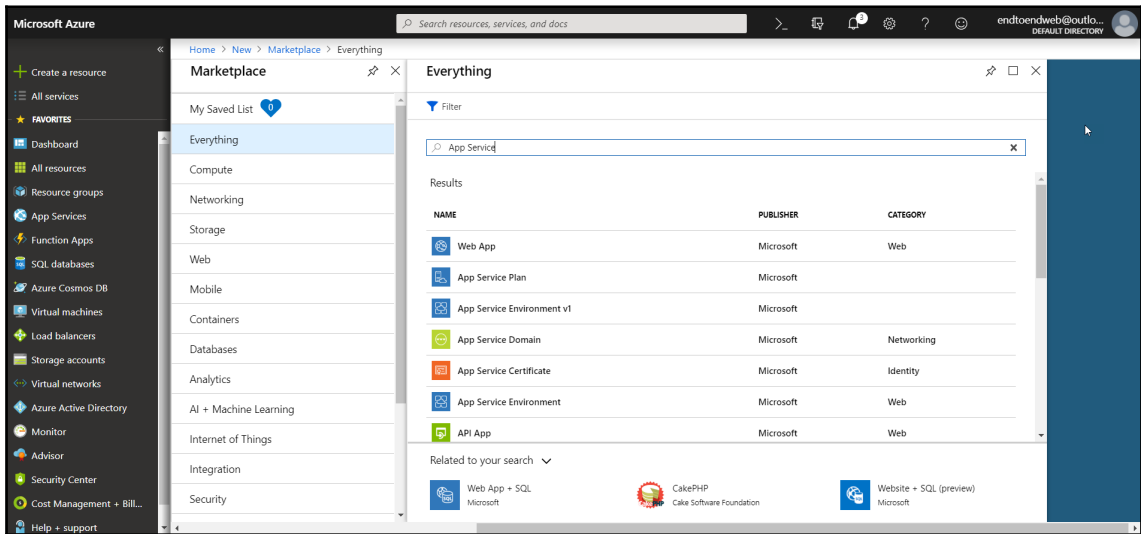 Microsoft Azure
Search resources, services, and docs
3
endtoendweb@outlo...
DEFAULT DIRECTORY
Create a resource
All services
FAVORITES
Dashboard
All resources
Resource groups
App Services
Function Apps
SQL databases
Azure Cosmos DB
Virtual machines
Load balancers
Storage accounts
Virtual networks
Azure Active Directory
Monitor
Advisor
Security Center
Cost Management + Bill...
Help + support
Home > New > Marketplace > Everything
Marketplace
My Saved List 0
Everything
Compute
Networking
Storage
Web
Mobile
Containers
Databases
Analytics
AI + Machine Learning
Internet of Things
Integration
Security
Everything
Filter
App Service
Results
NAME PUBLISHER CATEGORY
Web App Microsoft Web
App Service Plan Microsoft
App Service Environment v1 Microsoft
App Service Domain Microsoft Networking
App Service Certificate Microsoft Identity
App Service Environment Microsoft Web
API App Microsoft Web
Related to your search
Web App + SQL
Microsoft
CakePHP
Cake Software Foundation
Website + SQL (preview)
Microsoft